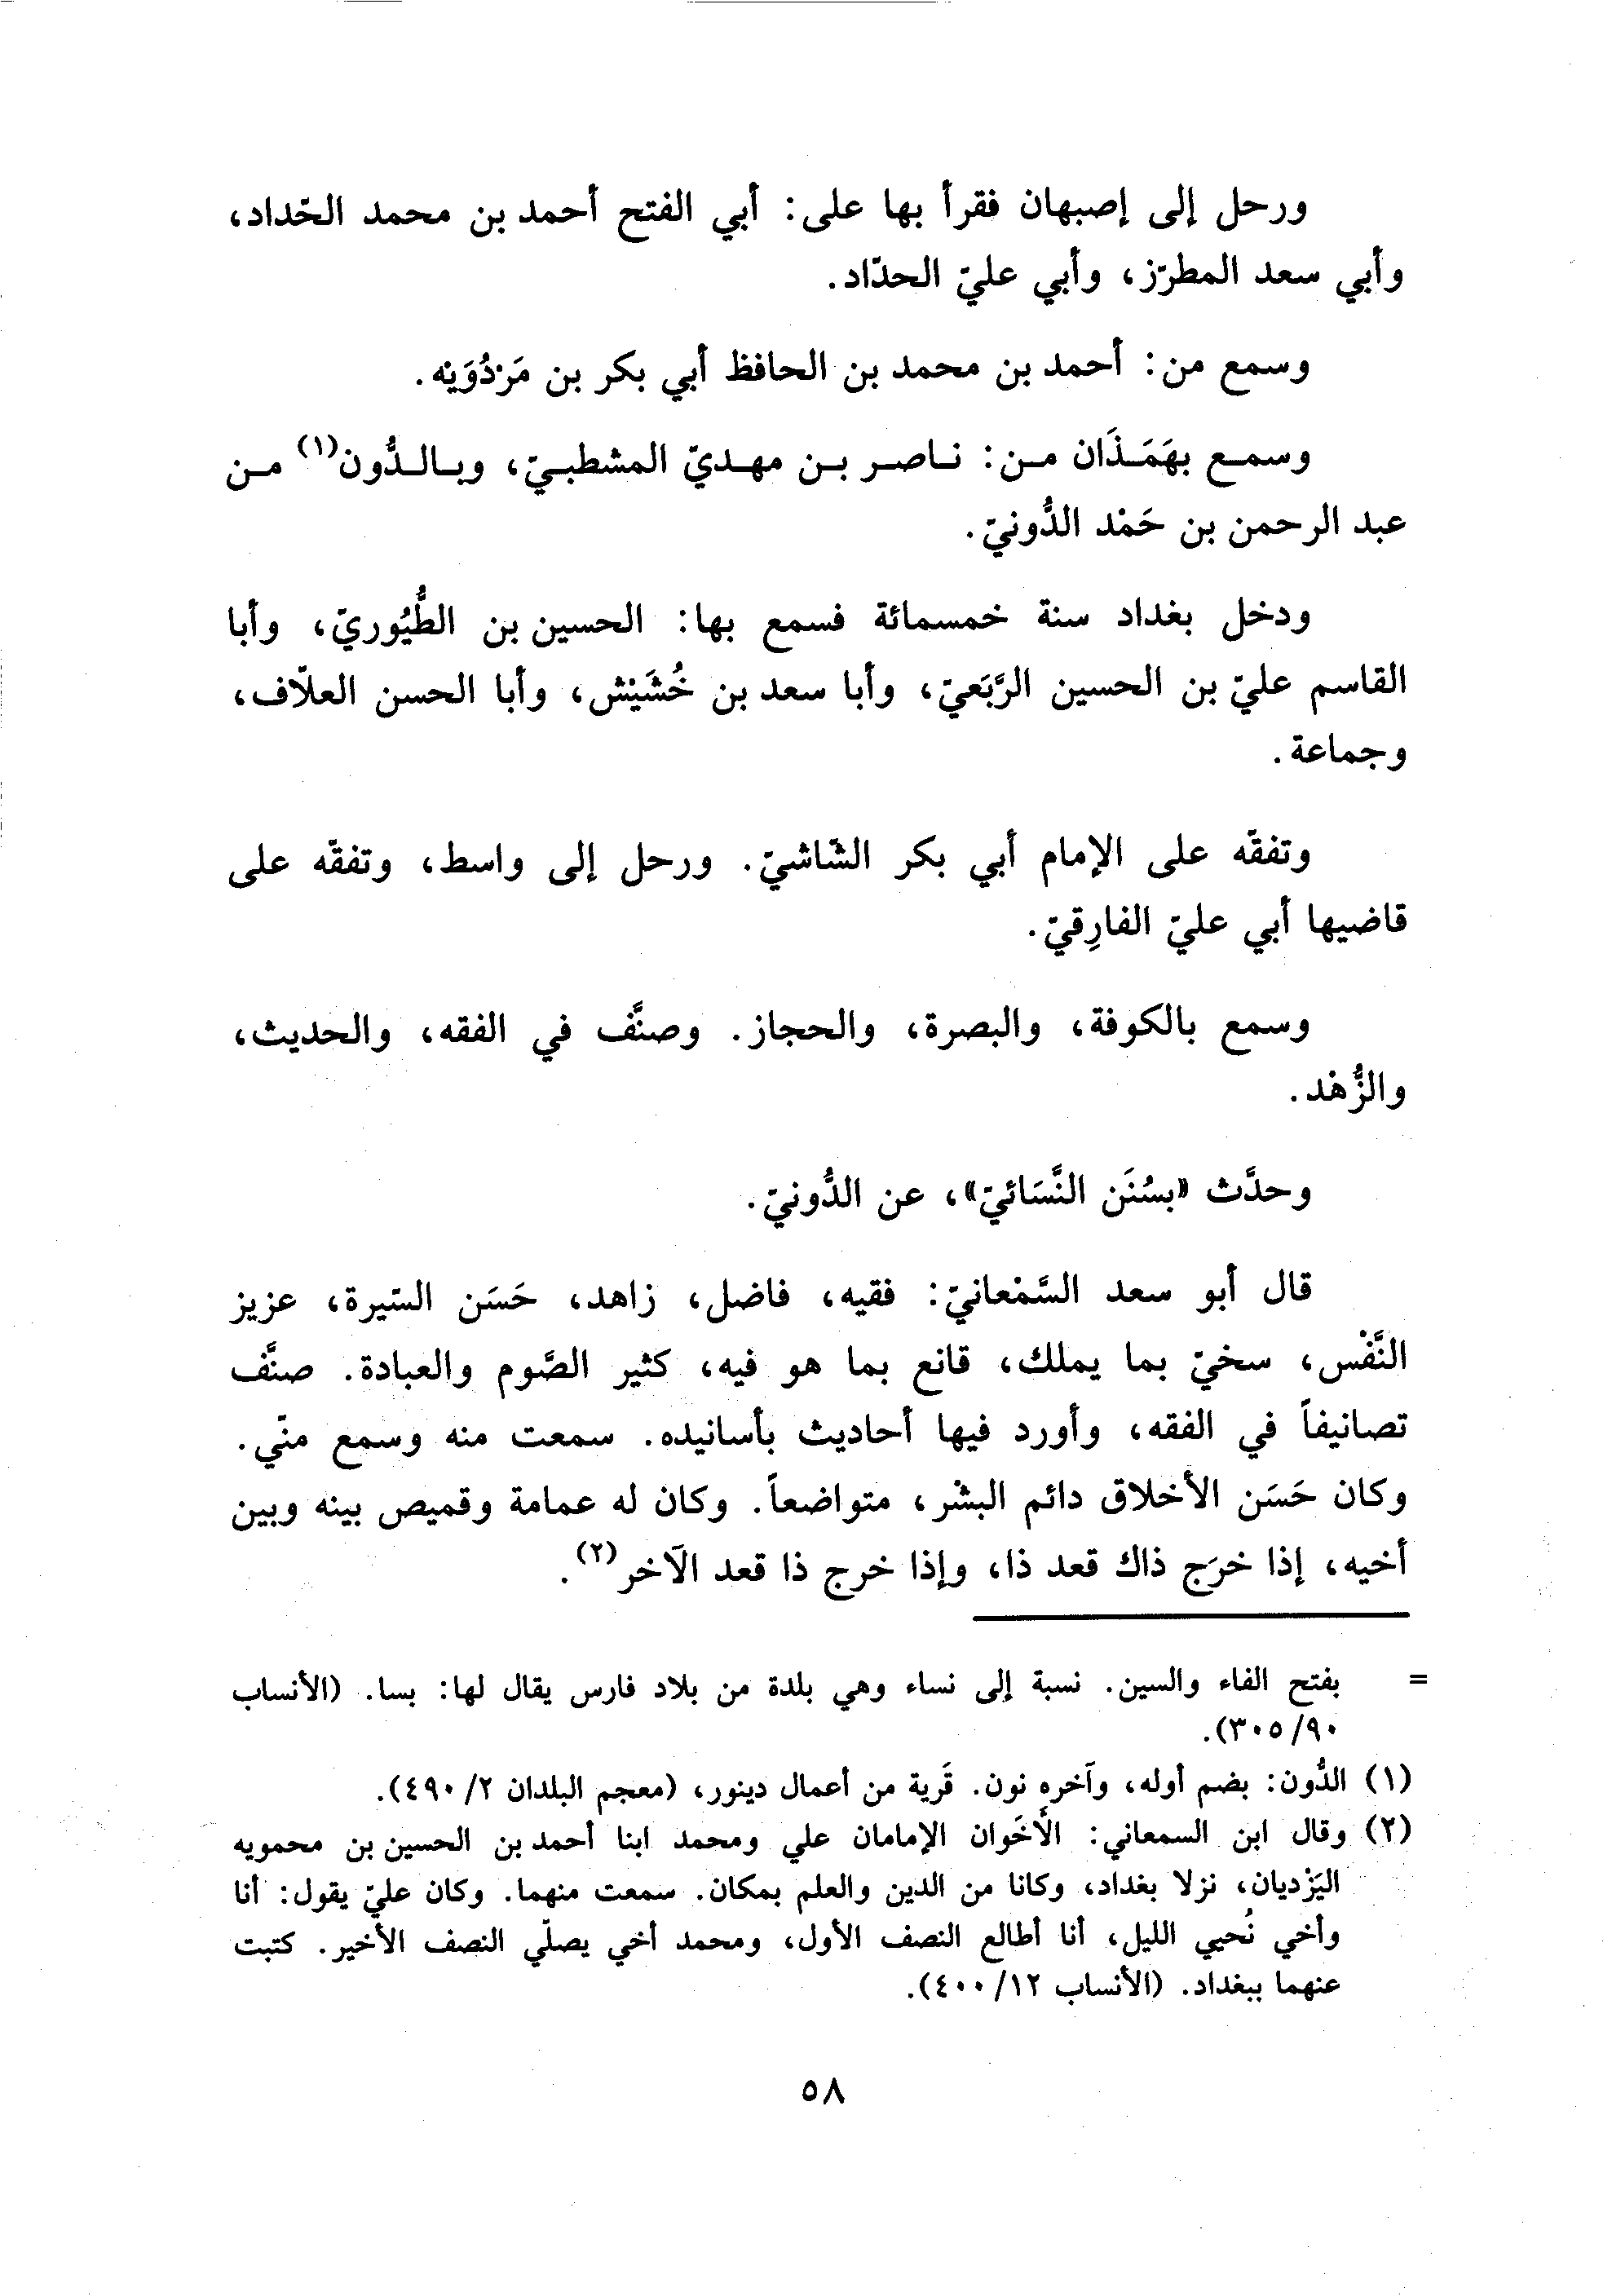 ورحل إلى إصبهان فقرأ بها على: أبي الفتح أحمد بن محمد الحّداد،
وأبي سعد المطرّز، وأبي عليّ الحدّاد.
وسمع من: أحمد بن محمد بن الحافظ أبي بكر بن مَرْدُوَيْه.
وسمع بهَمَذَان من: ناصر بن مهديّ المشطبيّ، وبالدُّون(١) من
عبد الرحمن بن حَمْد الدُّونيّ.
ودخل بغداد سنة خمسمائة فسمع بها: الحسين بن الطُّيُوريّ، وأبا
القاسم عليّ بن الحسين الرَّبَعيّ، وأبا سعد بن خُشَيْش، وأبا الحسن العلاّف،
وجماعة.
وتفقّه على الإمام أبي بكر الشّاشيّ. ورحل إلى واسط، وتفقّه على
قاضيها أبي عليّ الفارِقيّ.
وسمع بالكوفة، والبصرة، والحجاز. وصنَّف في الفقه، والحديث،
والزُّهْد.
وحدَّث «بسُنَن النَّسَائيّ»، عن الدُّونيّ.
قال أبو سعد السَّمْعانيّ: فقيه، فاضل، زاهد، حَسَن السّيرة، عزيز
النَّفْس، سخيّ بما يملك، قانع بما هو فيه، كثير الصَّوم والعبادة. صنَّف
تصانيفاً في الفقه، وأورد فيها أحاديث بأسانيده. سمعت منه وسمع منّي.
وكان حَسَن الأخلاق دائم البشْر، متواضعاً. وكان له عمامة وقميص بينه وبين
أخيه، إذا خرَج ذاك قعد ذا، وإذا خرج ذا قعد الآخر(٢).
= بفتح الفاء والسين. نسبة إلى نساء وهي بلدة من بلاد فارس يقال لها: بسا. (الأنساب
٣٠٥/٩٠).
(١) الدُّون: بضم أوله، وآخره نون. قَرية من أعمال دينور، (معجم البلدان ٢/ ٤٩٠).
(٢) وقال ابن السمعاني: الأَخَوان الإمامان علي ومحمد ابنا أحمد بن الحسين بن محمويه
اليَزْديان، نزلا بغداد، وكانا من الدين والعلم بمكان. سمعت منهما. وكان عليّ يقول: أنا
وأخي نُحيي الليل، أنا أطالع النصف الأول، ومحمد أخي يصلّي النصف الأخير. كتبت
عنهما ببغداد. (الأنساب ١٢/ ٤٠٠).
٥٨